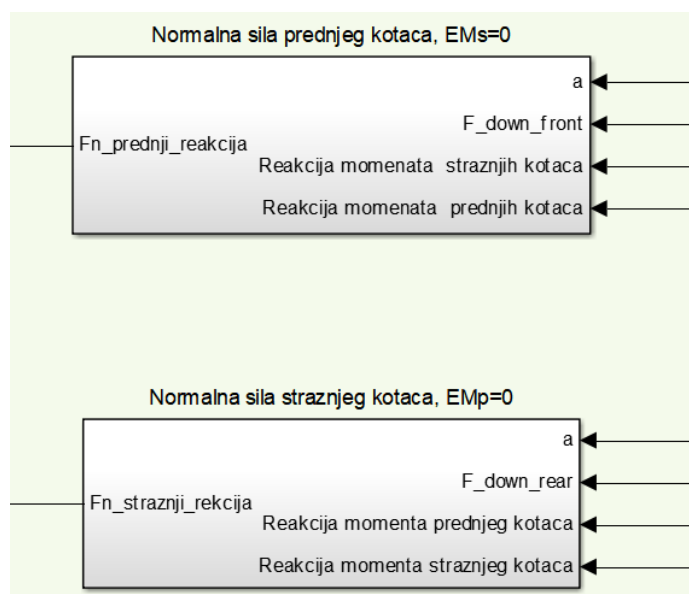 Normalna sila prednjeg kotaca, EMs=0
a
F_down_front
Fn_prednji_reakcija
Reakcija momenata straznjih kotaca
Reakcija momenata prednjih kotaca
Normalna sila straznjeg kotaca, EMp=0
a
F_down_rear
Fn_straznji_rekcija
Reakcija momenta prednjeg kotaca
Reakcija momenta straznjeg kotaca